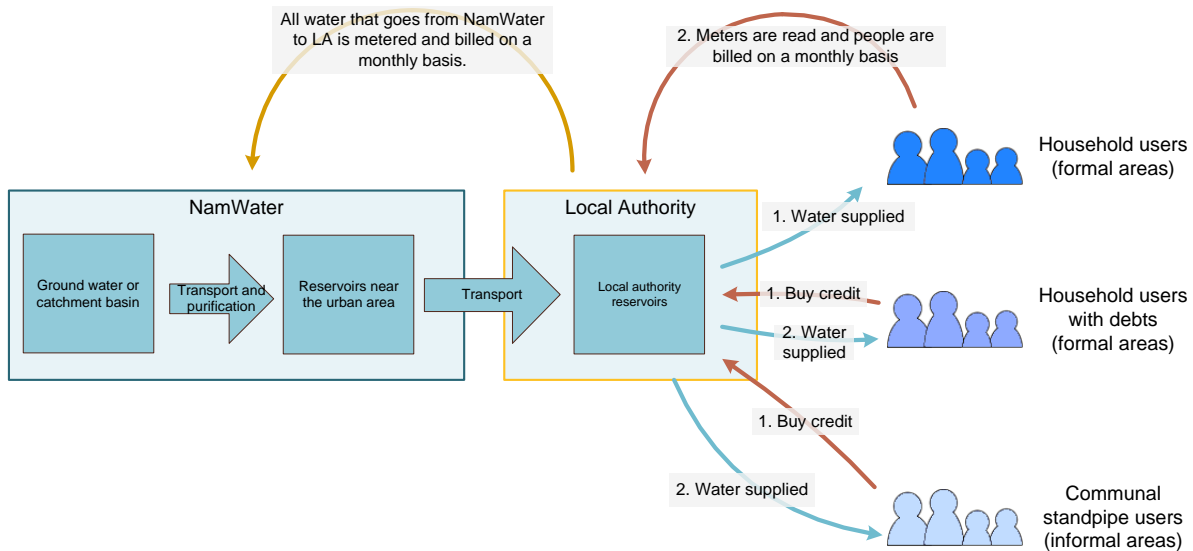 All water that goes from NamWater
to LA is metered and billed on a
monthly basis.
2. Meters are read and people are
billed on a monthly basis
Household users
(formal areas)
NamWater
Local Authority
1. Water supplied
Ground water or
catchment basin
Transport and
purification
Reservoirs near
the urban area
Transport
Local authority
reservoirs
1. Buy credit
2. Water
supplied
Household users
with debts
(formal areas)
1. Buy credit
2. Water supplied
Communal
standpipe users
(informal areas)